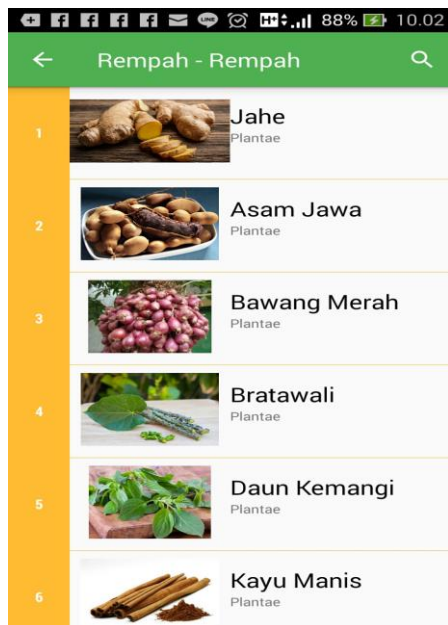 LINE H+ 88% 10.02
Rempah - Rempah
1
Jahe
Plantae
2
Asam Jawa
Plantae
3
Bawang Merah
Plantae
4
Bratawali
Plantae
5
Daun Kemangi
Plantae
6
Kayu Manis
Plantae